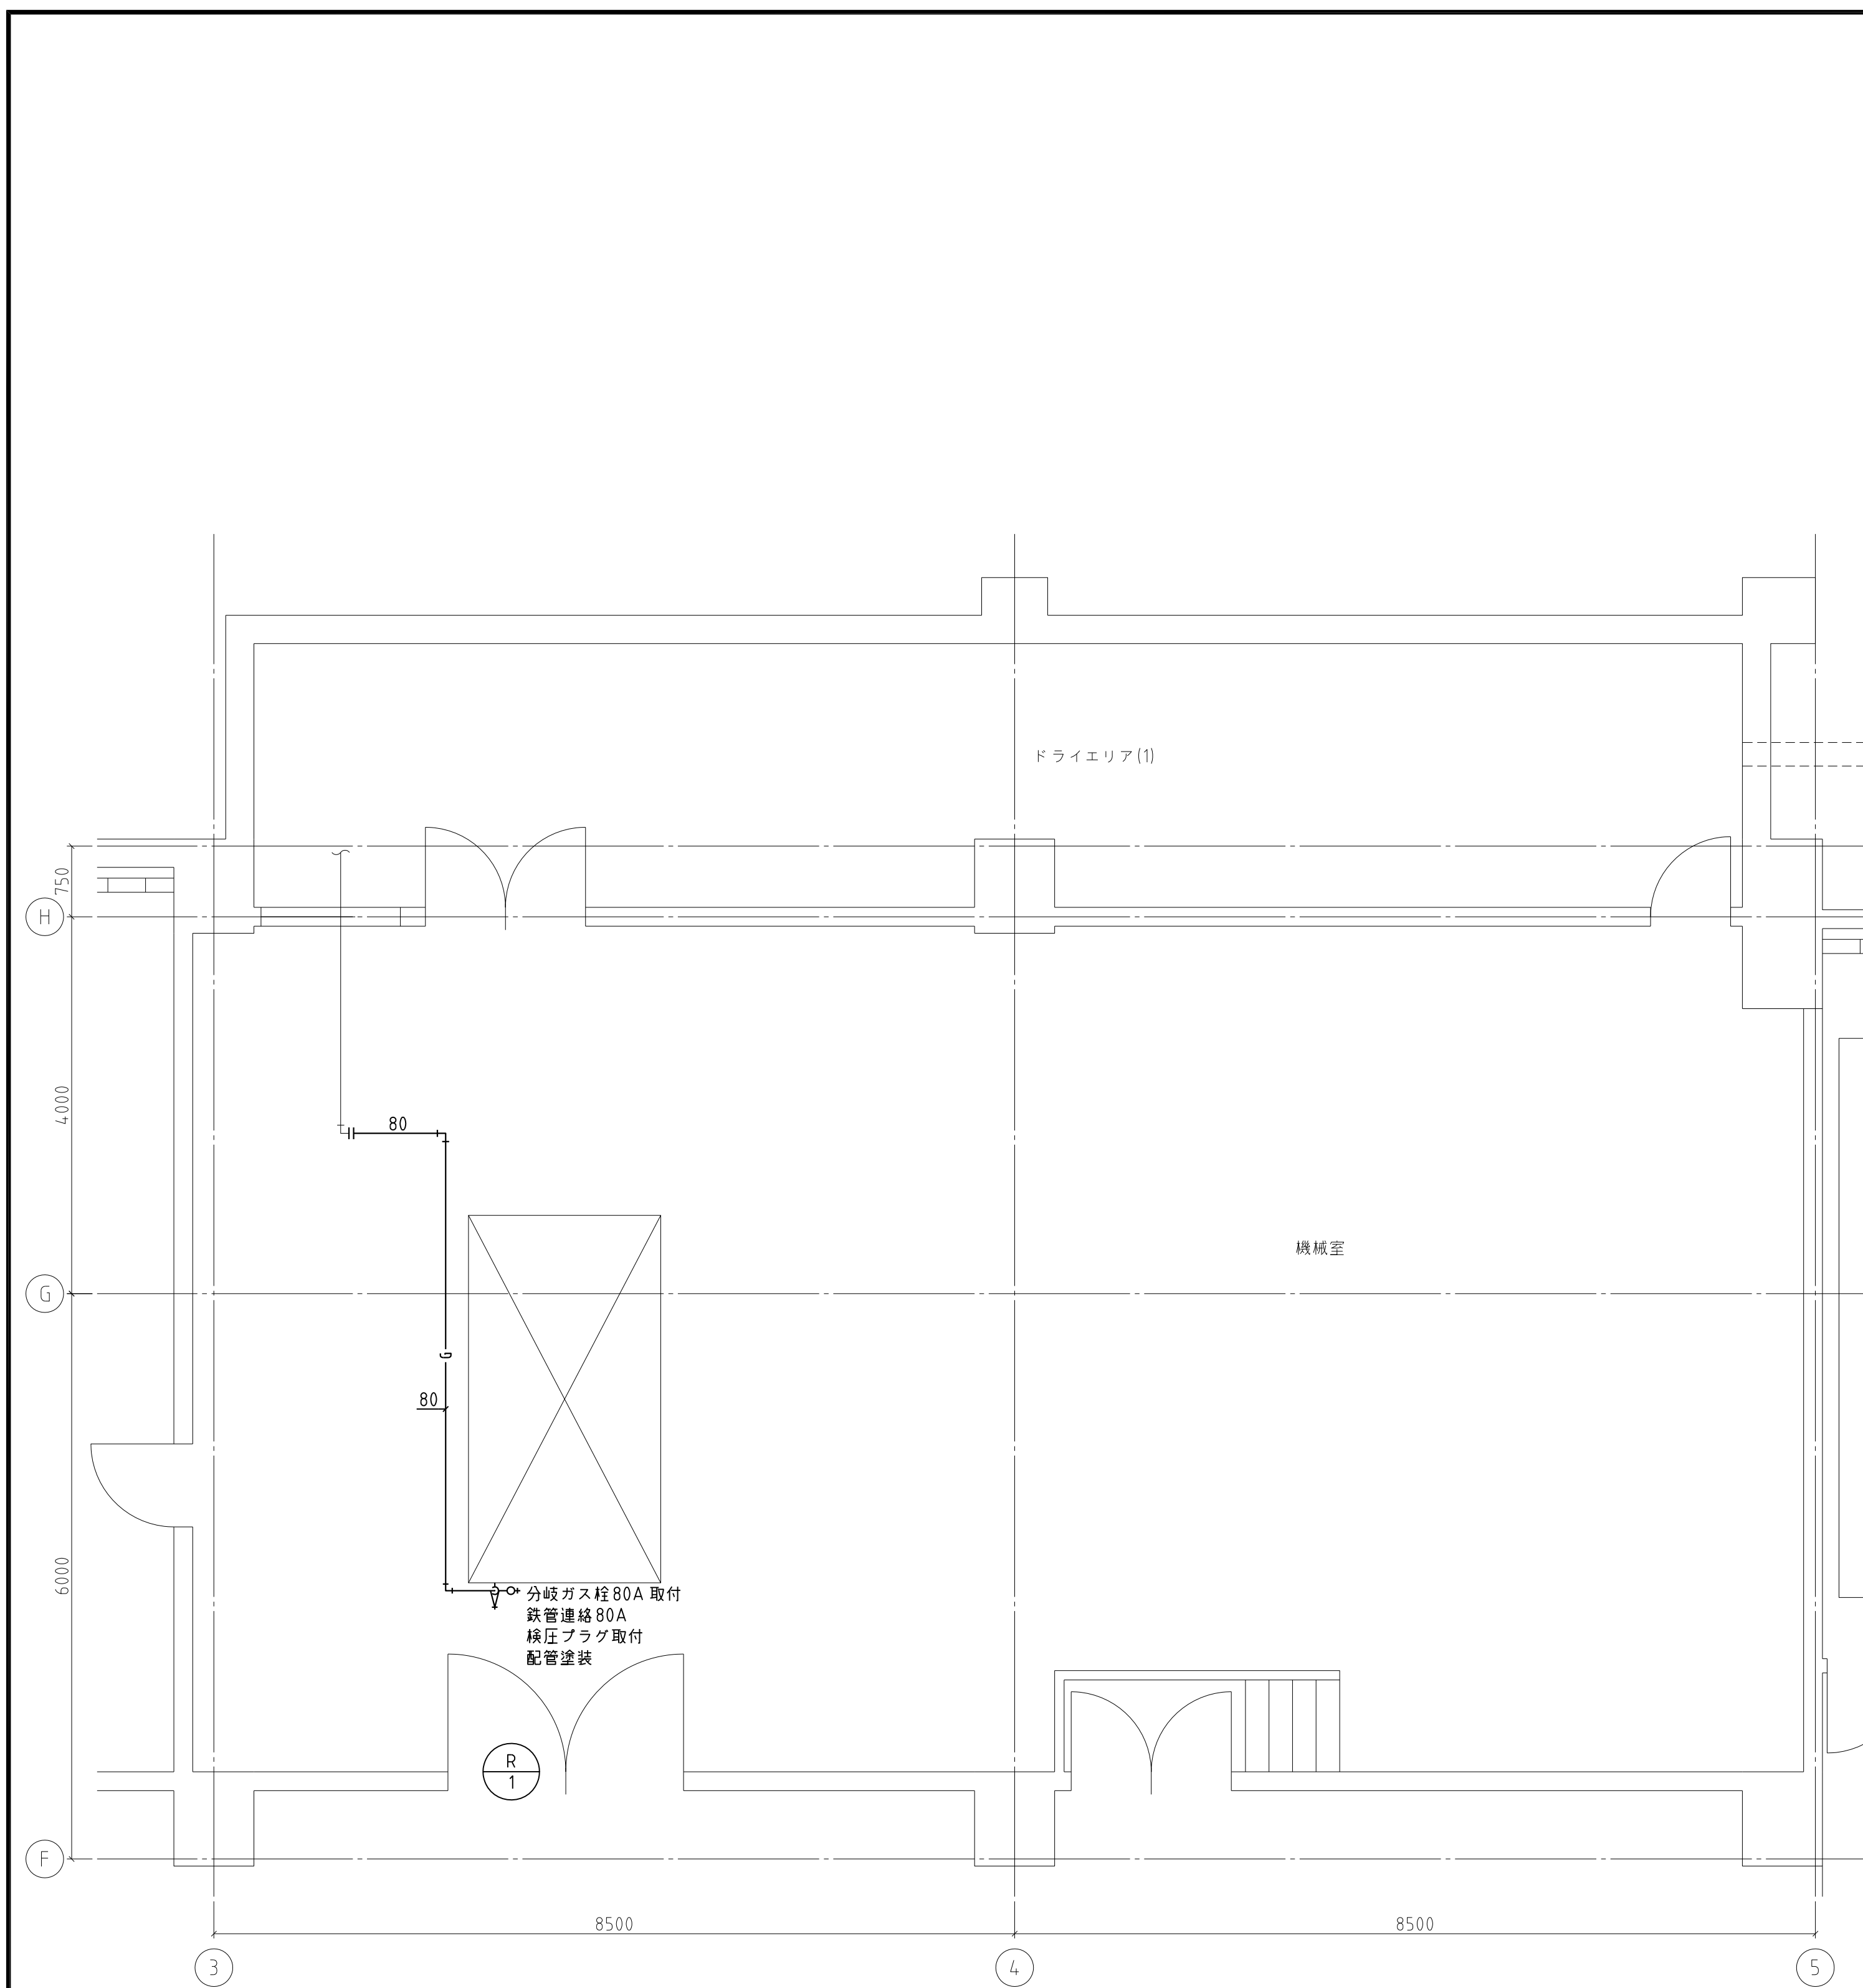 ドライエリア(1)
750
H
4000
80
機械室
G
G
80
6000
分岐ガス栓80A 取付
鉄管連絡80A
検圧プラグ取付
配管塗装
R
1
F
8500
8500
3
4
5